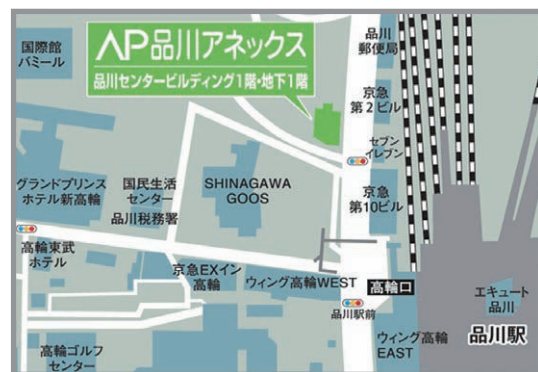 国際館
パミール
AP品川アネックス
品川センタービルディング1階・地下1階
品川
郵便局
京急
第2ビル
セブン
イレブン
グランドプリンス
ホテル新高輪
国民生活
センター
品川税務署
SHINAGAWA
GOOS
京急
第10ビル
高輪東武
ホテル
京急EXイン
高輪
ウィング高輪WEST
高輪口
品川駅前
エキュート
品川
品川駅
高輪ゴルフ
センター
ウィング高輪
EAST